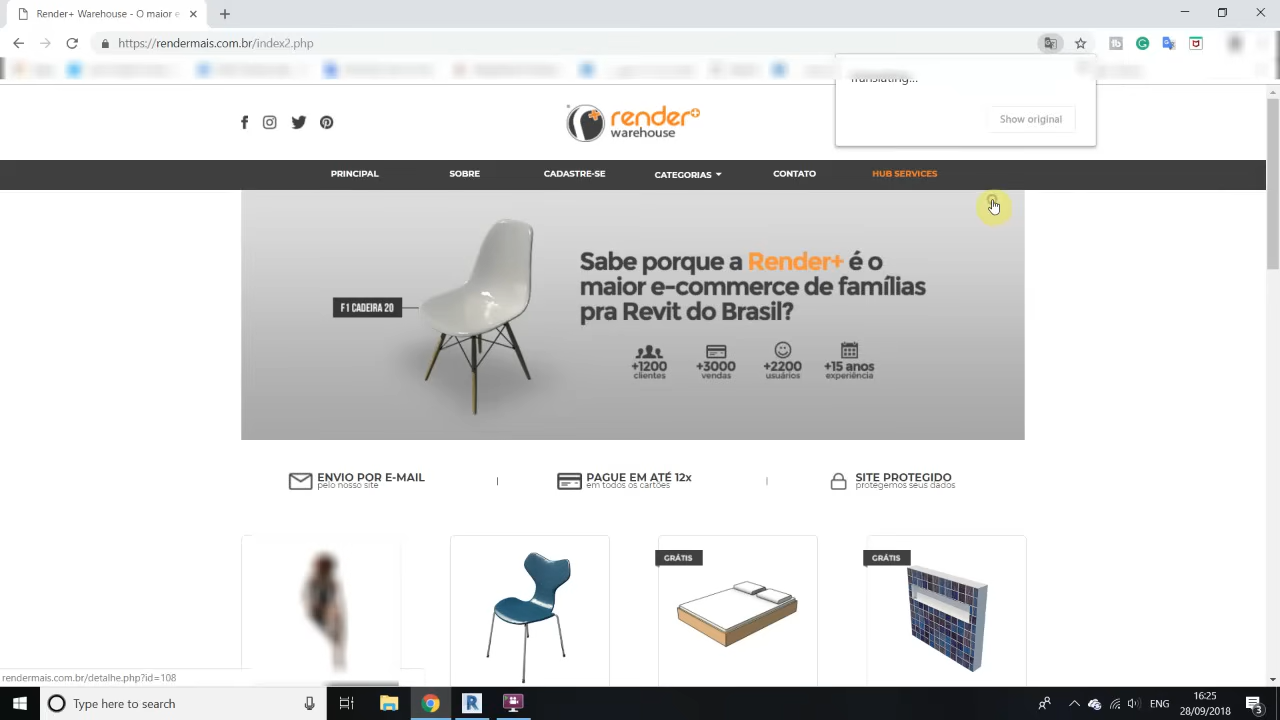 Render+ Warehouse - O maior e
https://rendermais.com.br/index2.php
Translating...
Show original
render+
warehouse
PRINCIPAL
SOBRE
CADASTRE-SE
CATEGORIAS
CONTATO
HUB SERVICES
F1 CADEIRA 20
Sabe porque a Render+ é o
maior e-commerce de famílias
pra Revit do Brasil?
+1200
clientes
+3000
vendas
+2200
usuários
+15 anos
experiência
ENVIO POR E-MAIL
pelo nosso site
PAGUE EM ATÉ 12x
em todos os cartões
SITE PROTEGIDO
protegemos seus dados
GRÁTIS
GRÁTIS
rendermais.com.br/detalhe.php?id=108
Type here to search
ENG
16:25
28/09/2018
3